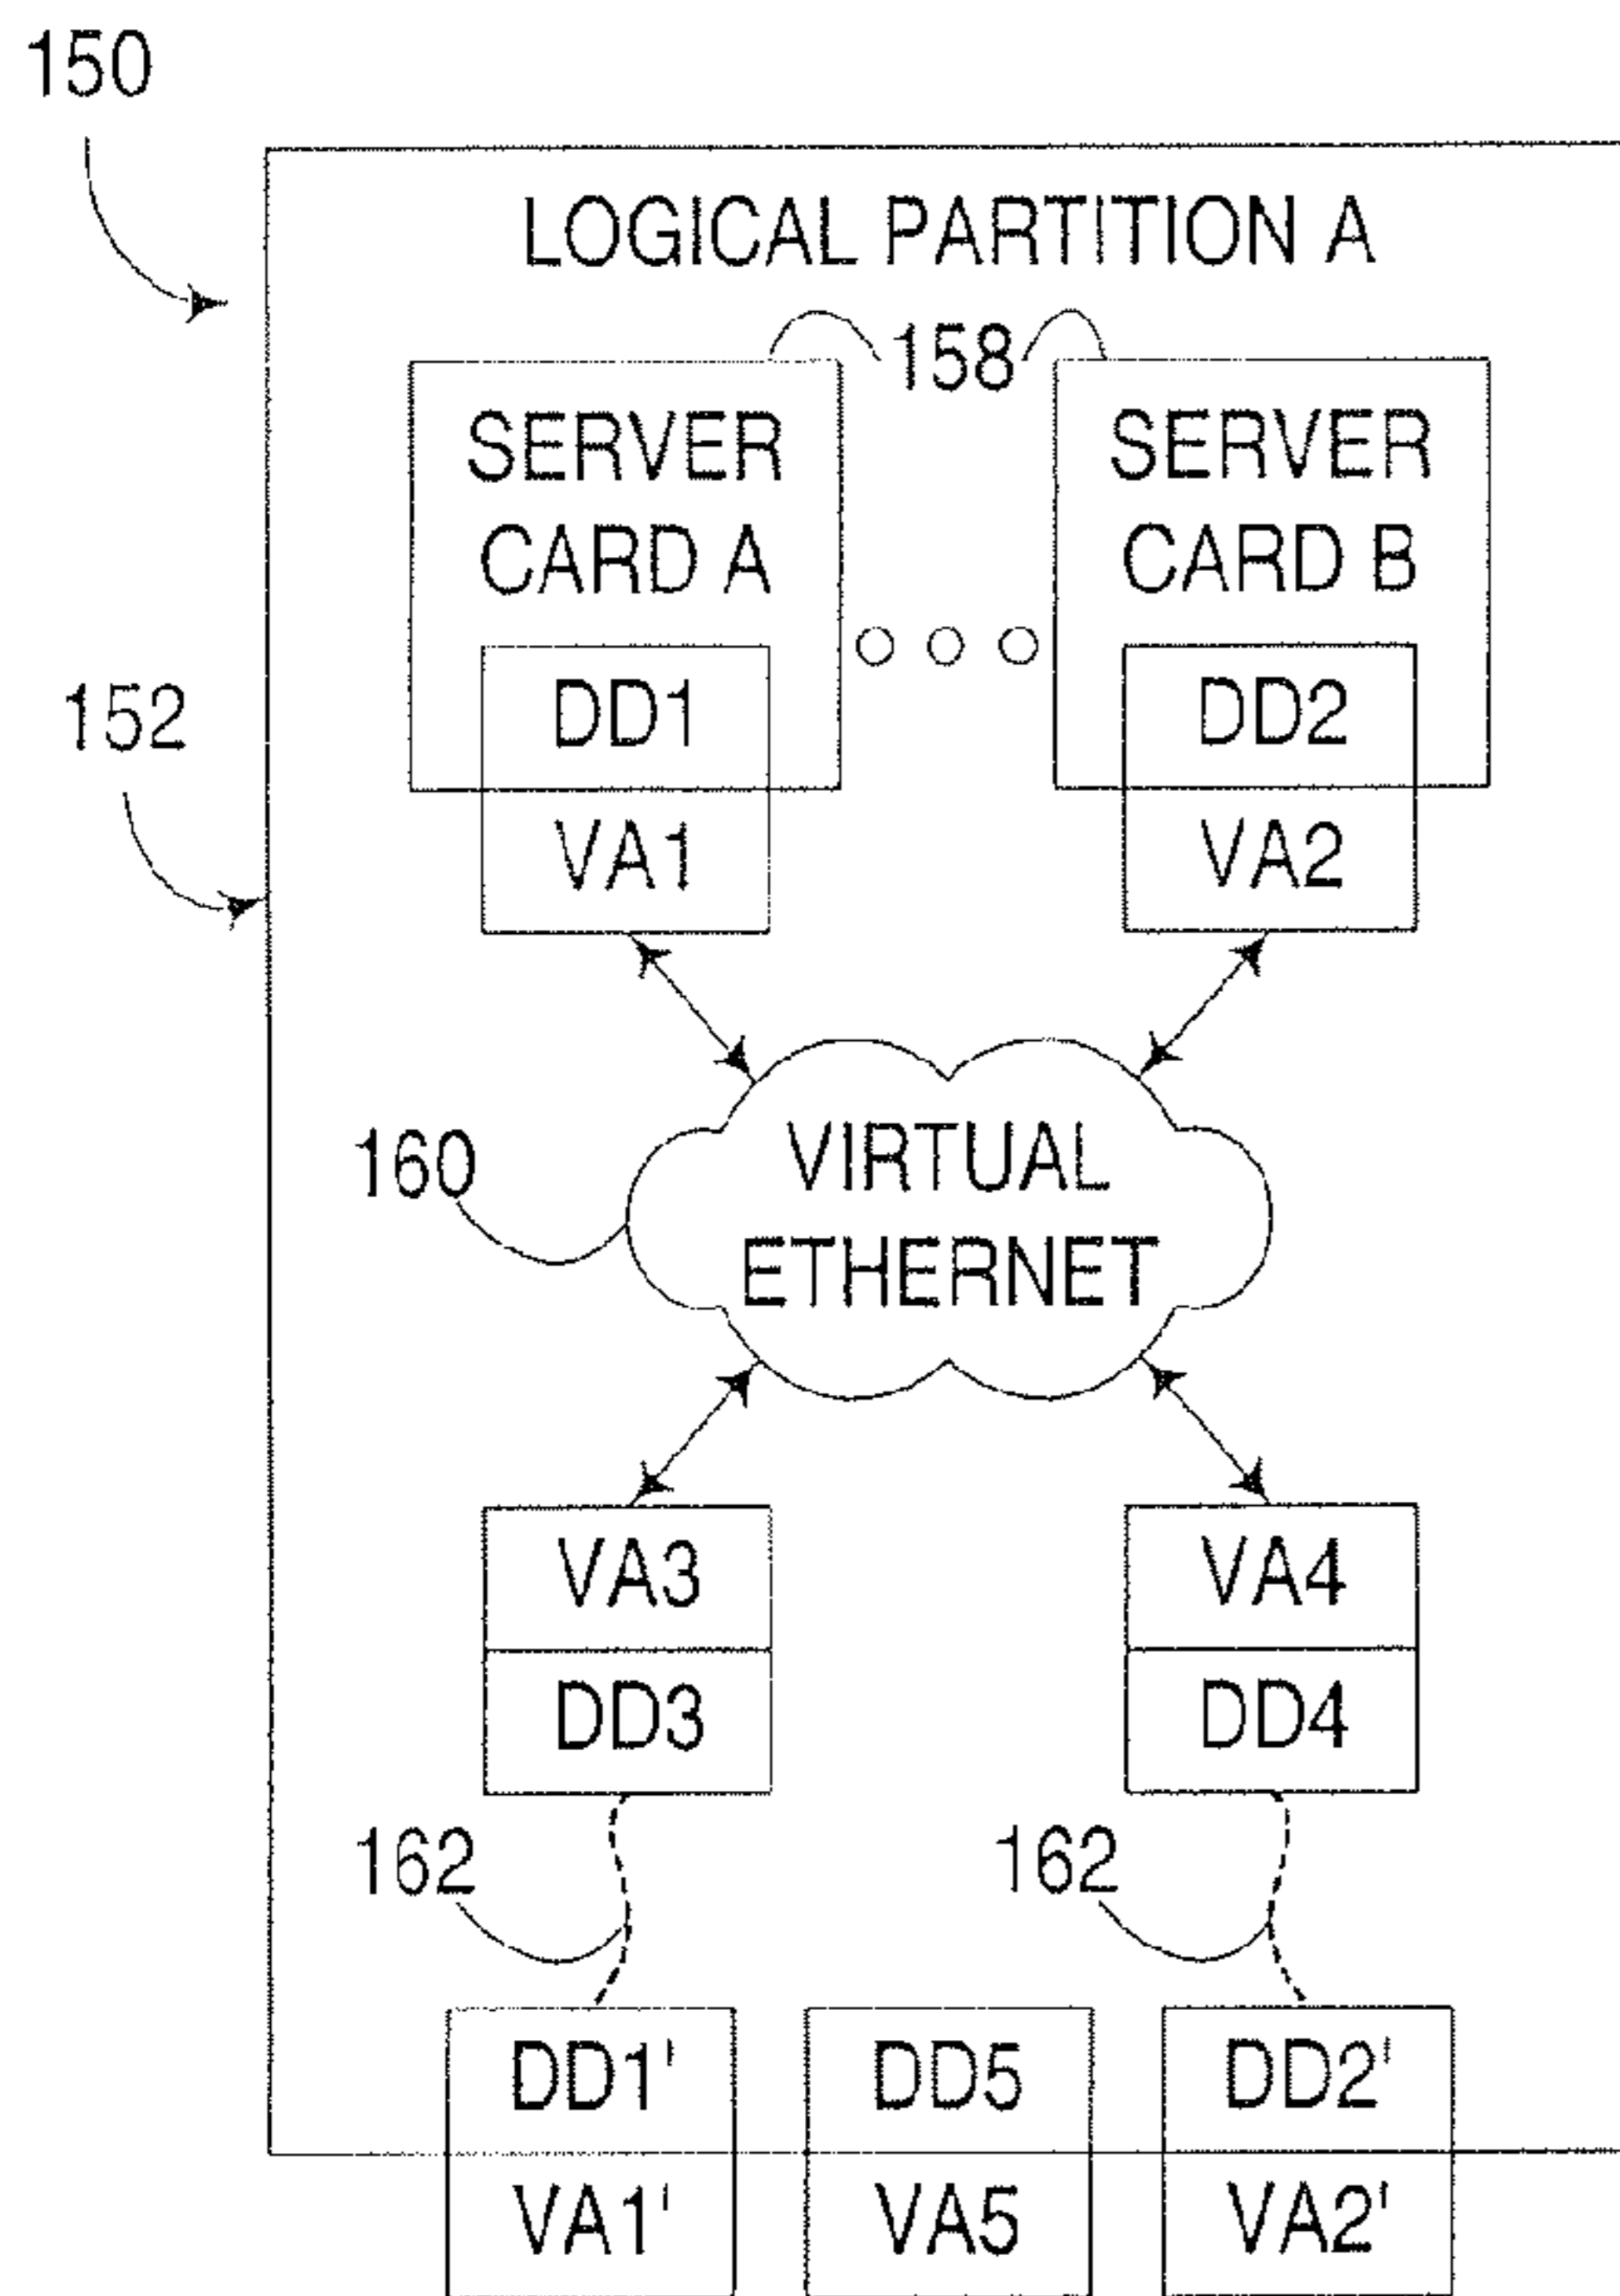 150
LOGICAL PARTITION A
158
SERVER
CARD A
SERVER
CARD B
DD1
DD2
152
VA1
VA2
160
VIRTUAL
ETHERNET
VA3
VA4
DD3
DD4
162
162
DD1'
DD5
DD2'
VA1'
VA5
VA2'